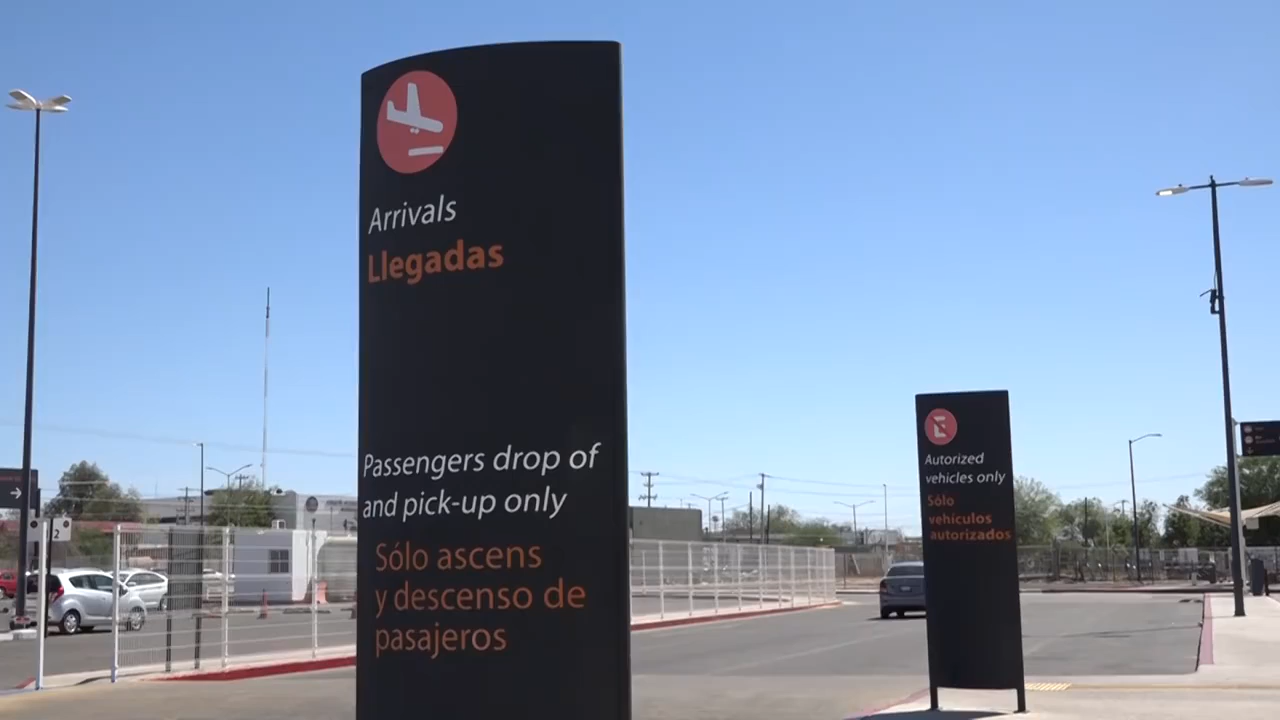 Arrivals
Llegadas
Passengers drop of
and pick-up only
Sólo ascens
y descenso de
pasajeros
E
Autorized
vehicles only
Sólo
vehículos
autorizados
2